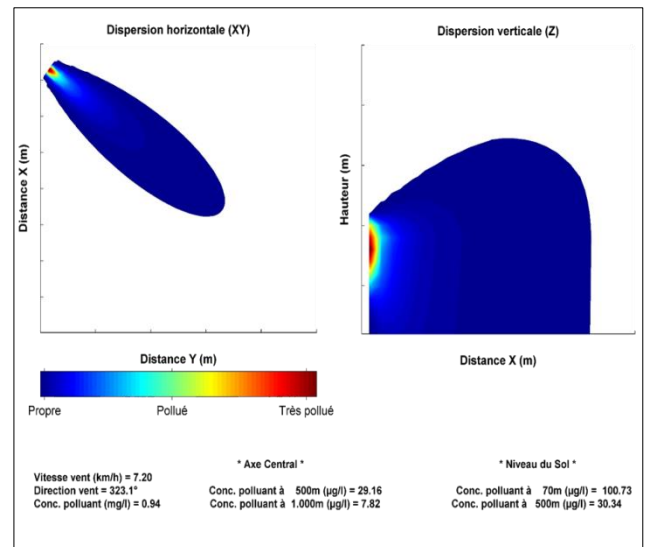 Dispersion horizontale (XY)
Dispersion verticale (Z)
Distance X (m)
Hauteur (m)
Distance Y (m)
Distance X (m)
Propre
Pollué
Très pollué
* Axe Central *
* Niveau du Sol *
Vitesse vent (km/h) = 7.20
Direction vent = 323.1°
Conc. polluant (mg/l) = 0.94
Conc. polluant à 500m (µg/l) = 29.16
Conc. polluant à 1.000m (µg/l) = 7.82
Conc. polluant à 70m (µg/l) = 100.73
Conc. polluant à 500m (µg/l) = 30.34